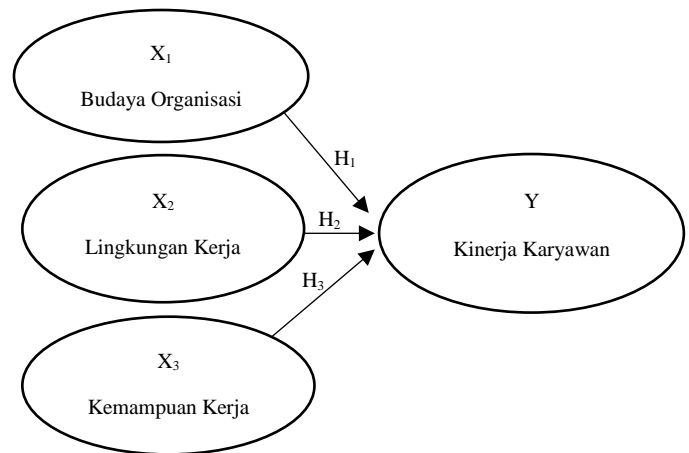 X₁
Budaya Organisasi
H₁
X₂
Lingkungan Kerja
H₂
Y
Kinerja Karyawan
H₃
X₃
Kemampuan Kerja